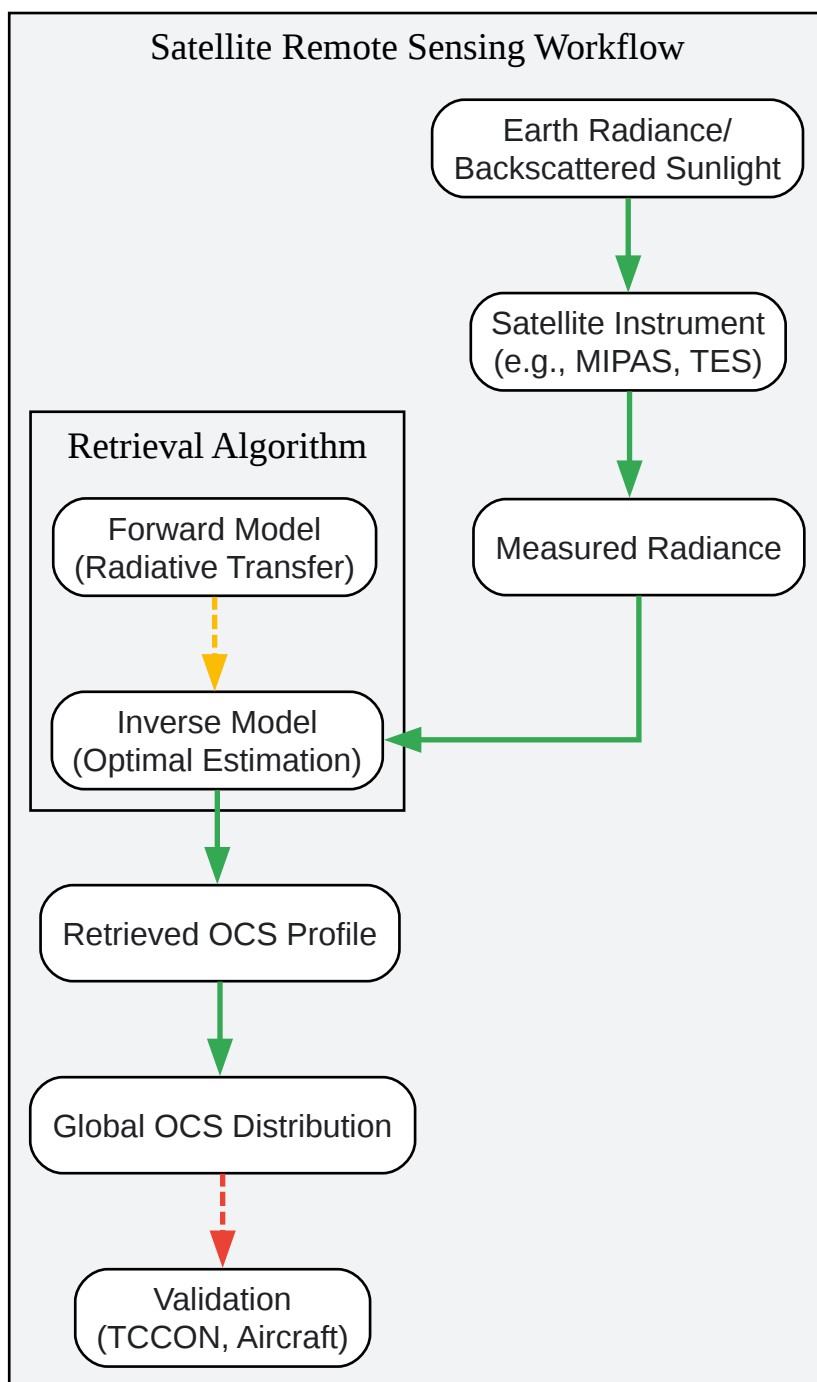 Satellite Remote Sensing Workflow
Earth Radiance/
Backscattered Sunlight
Satellite Instrument
(e.g., MIPAS, TES)
Measured Radiance
Retrieval Algorithm
Forward Model
(Radiative Transfer)
Inverse Model
(Optimal Estimation)
Retrieved OCS Profile
Global OCS Distribution
Validation
(TCCON, Aircraft)